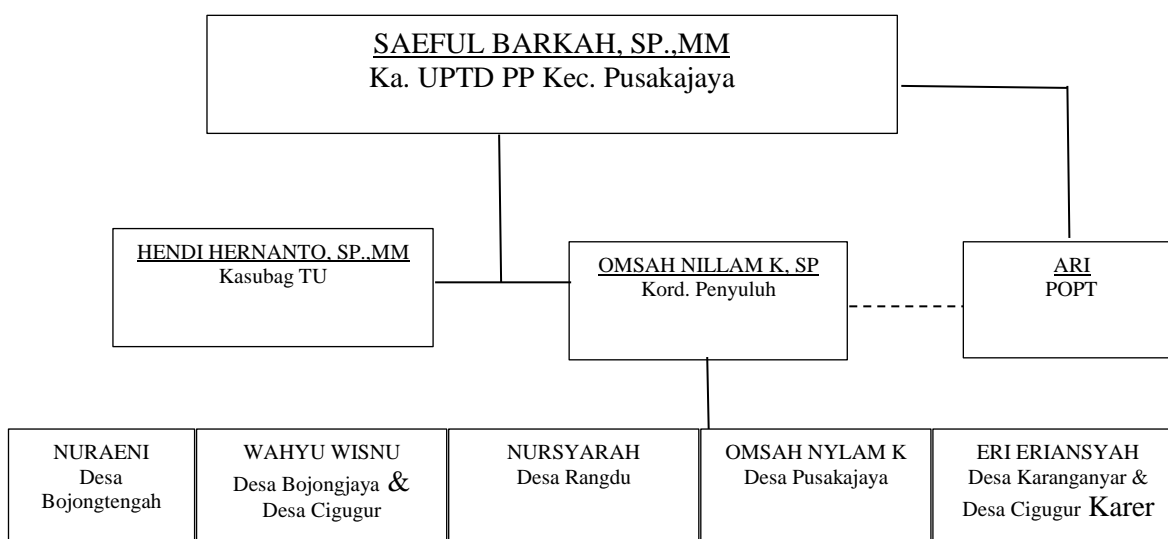 SAEFUL BARKAH, SP.,MM
Ka. UPTD PP Kec. Pusakajaya
HENDI HERNANTO, SP.,MM
Kasubag TU
OMSAH NILLAM K, SP
Kord. Penyuluh
ARI
POPT
NURAENI
Desa
Bojongtengah
WAHYU WISNU
Desa Bojongjaya &
Desa Cigugur
NURSYARAH
Desa Rangdu
OMSAH NYLAM K
Desa Pusakajaya
ERI ERIANSYAH
Desa Karanganyar &
Desa Cigugur Karer